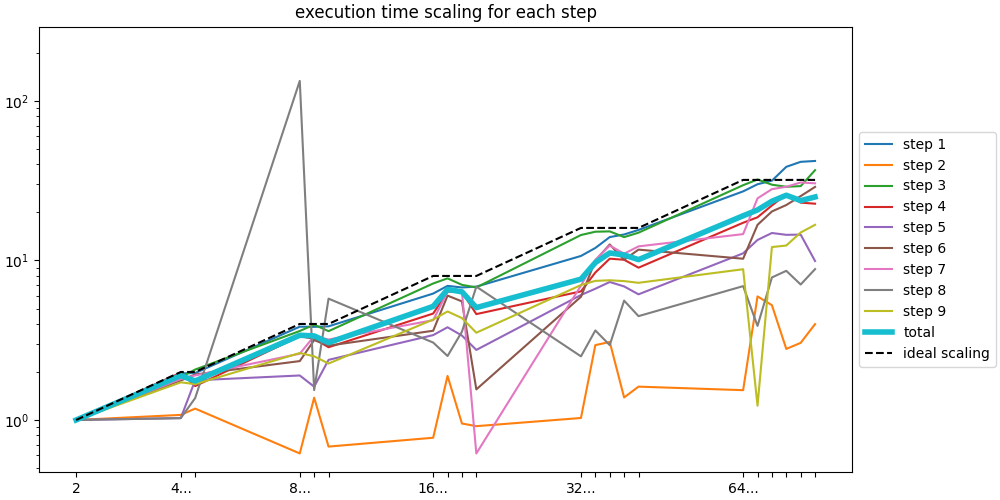 execution time scaling for each step
10²
10¹
10⁰
2
4...
8...
16...
32...
64...
step 1
step 2
step 3
step 4
step 5
step 6
step 7
step 8
step 9
total
ideal scaling